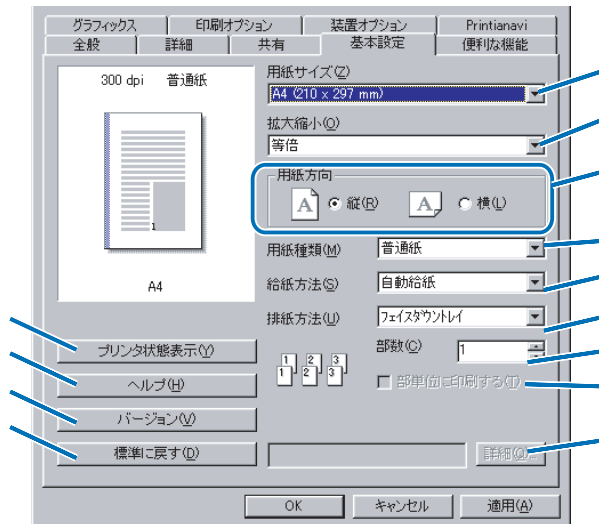 グラフィックス 印刷オプション 装置オプション Printianavi
全般 詳細 共有 基本設定 便利な機能
300 dpi 普通紙
1
A4
用紙サイズ(Z)
A4 (210 x 297 mm)
拡大縮小(O)
等倍
用紙方向
A 縦(R) A 横(L)
用紙種類(M) 普通紙
給紙方法(S) 自動給紙
排紙方法(U) フェイスダウントレイ
部数(C) 1
1 2 3
1 2 3
部単位に印刷する(T)
プリンタ状態表示(Y)
ヘルプ(H)
バージョン(V)
標準に戻す(D)
詳細(Q)...
OK キャンセル 適用(A)